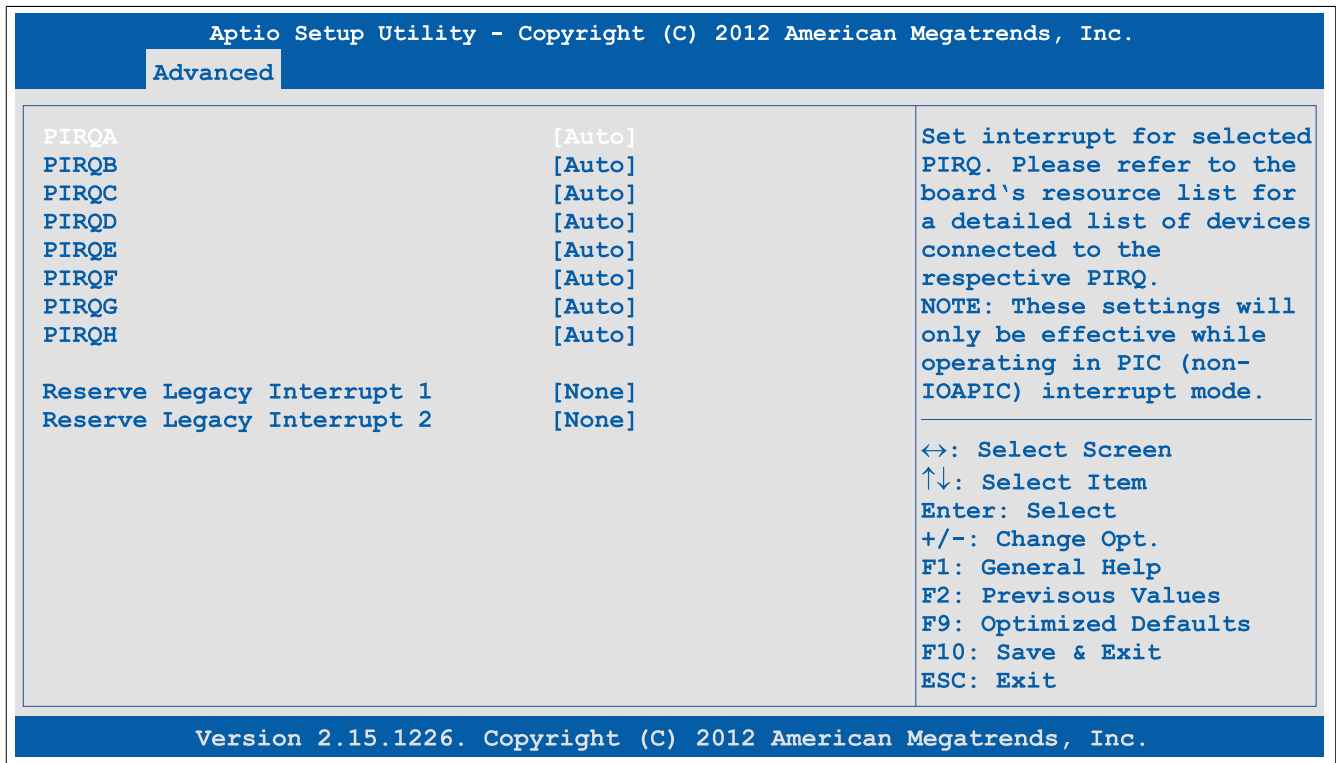 Aptio Setup Utility - Copyright (C) 2012 American Megatrends, Inc.
Advanced
PIRQA [Auto]
PIRQB [Auto]
PIRQC [Auto]
PIRQD [Auto]
PIRQE [Auto]
PIRQF [Auto]
PIRQG [Auto]
PIRQH [Auto]
Reserve Legacy Interrupt 1 [None]
Reserve Legacy Interrupt 2 [None]
Set interrupt for selected
PIRQ. Please refer to the
board‘s resource list for
a detailed list of devices
connected to the
respective PIRQ.
NOTE: These settings will
only be effective while
operating in PIC (non-
IOAPIC) interrupt mode.
↔: Select Screen
↑↓: Select Item
Enter: Select
+/-: Change Opt.
F1: General Help
F2: Previsous Values
F9: Optimized Defaults
F10: Save & Exit
ESC: Exit
Version 2.15.1226. Copyright (C) 2012 American Megatrends, Inc.